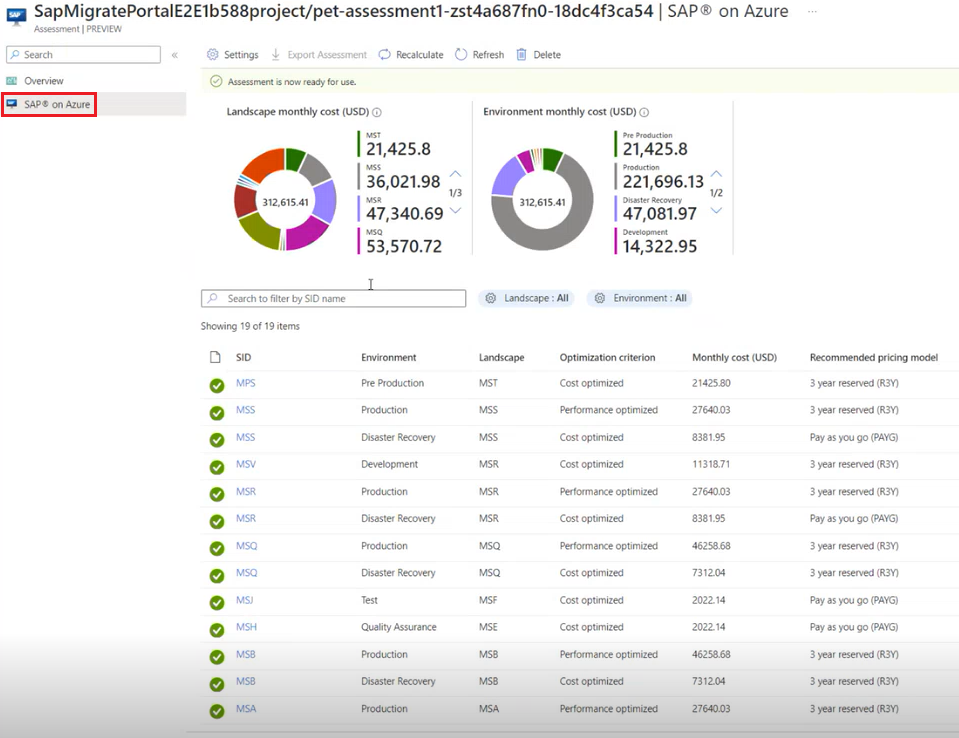 SAP
SapMigratePortalE2E1b588project/pet-assessment1-zst4a687fn0-18dc4f3ca54 | SAP® on Azure ...
Assessment | PREVIEW
Search «
Settings Export Assessment Recalculate Refresh Delete
Overview
SAP® on Azure
Assessment is now ready for use.
Landscape monthly cost (USD)
312,615.41
MST
21,425.8
MSS
36,021.98
MSR
47,340.69
MSQ
53,570.72
1/3
Environment monthly cost (USD)
312,615.41
Pre Production
21,425.8
Production
221,696.13
Disaster Recovery
47,081.97
Development
14,322.95
1/2
Search to filter by SID name Landscape : All Environment : All
Showing 19 of 19 items
SID Environment Landscape Optimization criterion Monthly cost (USD) Recommended pricing model
MPS Pre Production MST Cost optimized 21425.80 3 year reserved (R3Y)
MSS Production MSS Performance optimized 27640.03 3 year reserved (R3Y)
MSS Disaster Recovery MSS Cost optimized 8381.95 Pay as you go (PAYG)
MSV Development MSR Cost optimized 11318.71 3 year reserved (R3Y)
MSR Production MSR Performance optimized 27640.03 3 year reserved (R3Y)
MSR Disaster Recovery MSR Cost optimized 8381.95 Pay as you go (PAYG)
MSQ Production MSQ Performance optimized 46258.68 3 year reserved (R3Y)
MSQ Disaster Recovery MSQ Cost optimized 7312.04 3 year reserved (R3Y)
MSJ Test MSF Cost optimized 2022.14 Pay as you go (PAYG)
MSH Quality Assurance MSE Cost optimized 2022.14 Pay as you go (PAYG)
MSB Production MSB Performance optimized 46258.68 3 year reserved (R3Y)
MSB Disaster Recovery MSB Cost optimized 7312.04 3 year reserved (R3Y)
MSA Production MSA Performance optimized 27640.03 3 year reserved (R3Y)